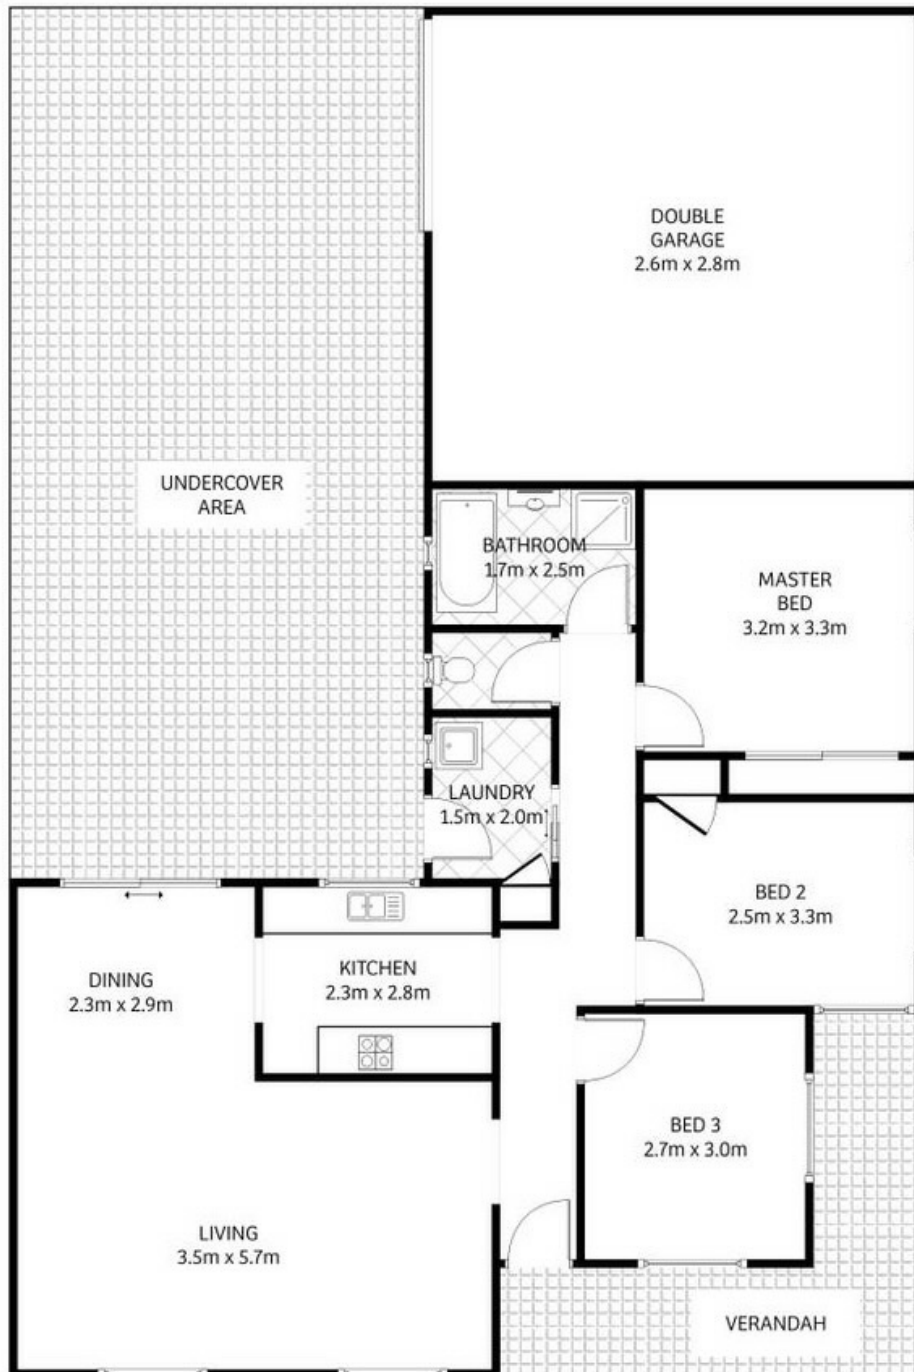 DOUBLE
GARAGE
2.6m x 2.8m
UNDERCOVER
AREA
BATHROOM
1.7m x 2.5m
MASTER
BED
3.2m x 3.3m
LAUNDRY
1.5m x 2.0m
BED 2
2.5m x 3.3m
KITCHEN
2.3m x 2.8m
DINING
2.3m x 2.9m
BED 3
2.7m x 3.0m
LIVING
3.5m x 5.7m
VERANDAH